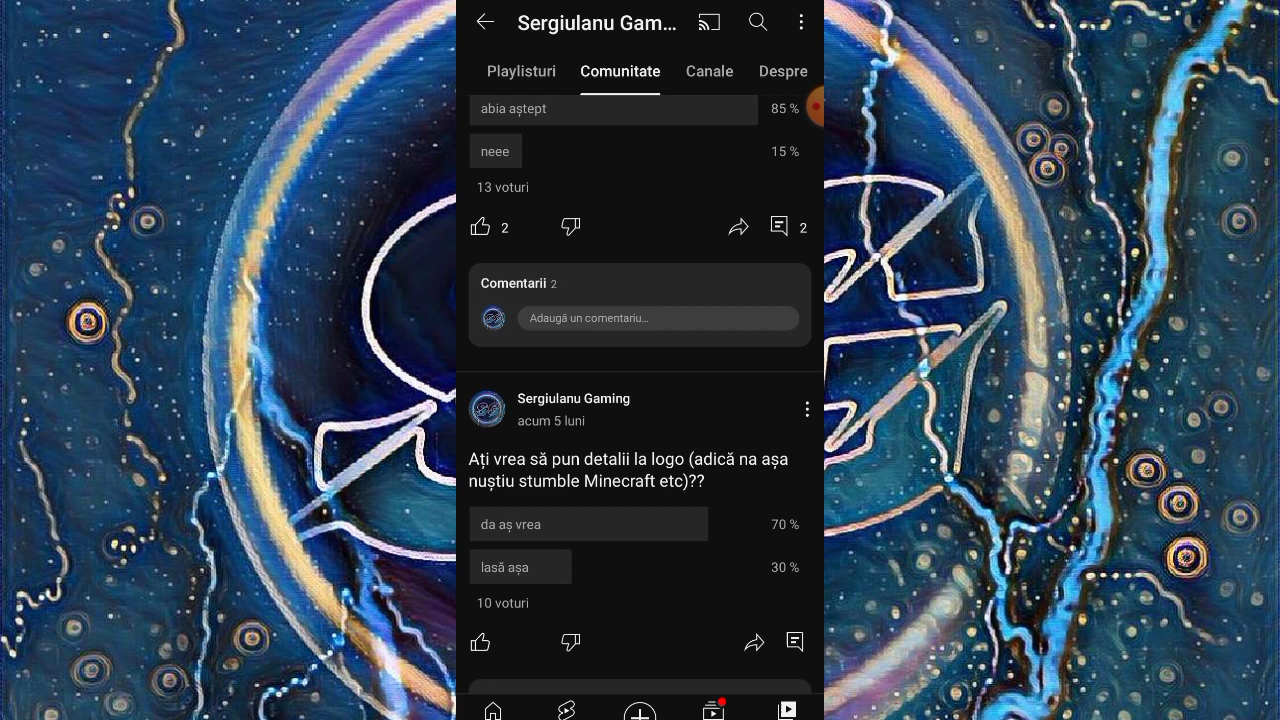 Sergiulanu Gam...
Playlisturi Comunitate Canale Despre
abia aștept 85 %
neee 15 %
13 voturi
2 2
Comentarii 2
Adaugă un comentariu...
Sergiulanu Gaming
acum 5 luni
Ați vrea să pun detalii la logo (adică na așa
nuștiu stumble Minecraft etc)??
da aș vrea 70 %
lasă așa 30 %
10 voturi